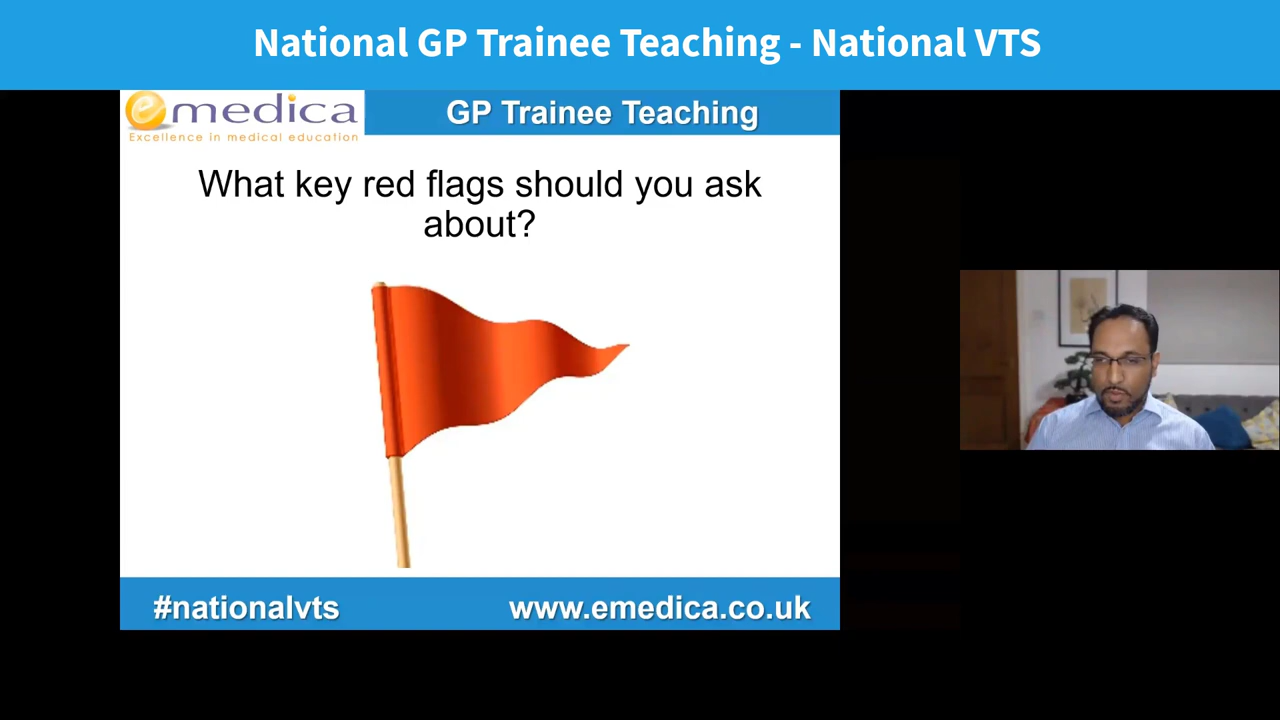 National GP Trainee Teaching - National VTS
emedica
Excellence in medical education
GP Trainee Teaching
What key red flags should you ask
about?
#nationalvts
www.emedica.co.uk